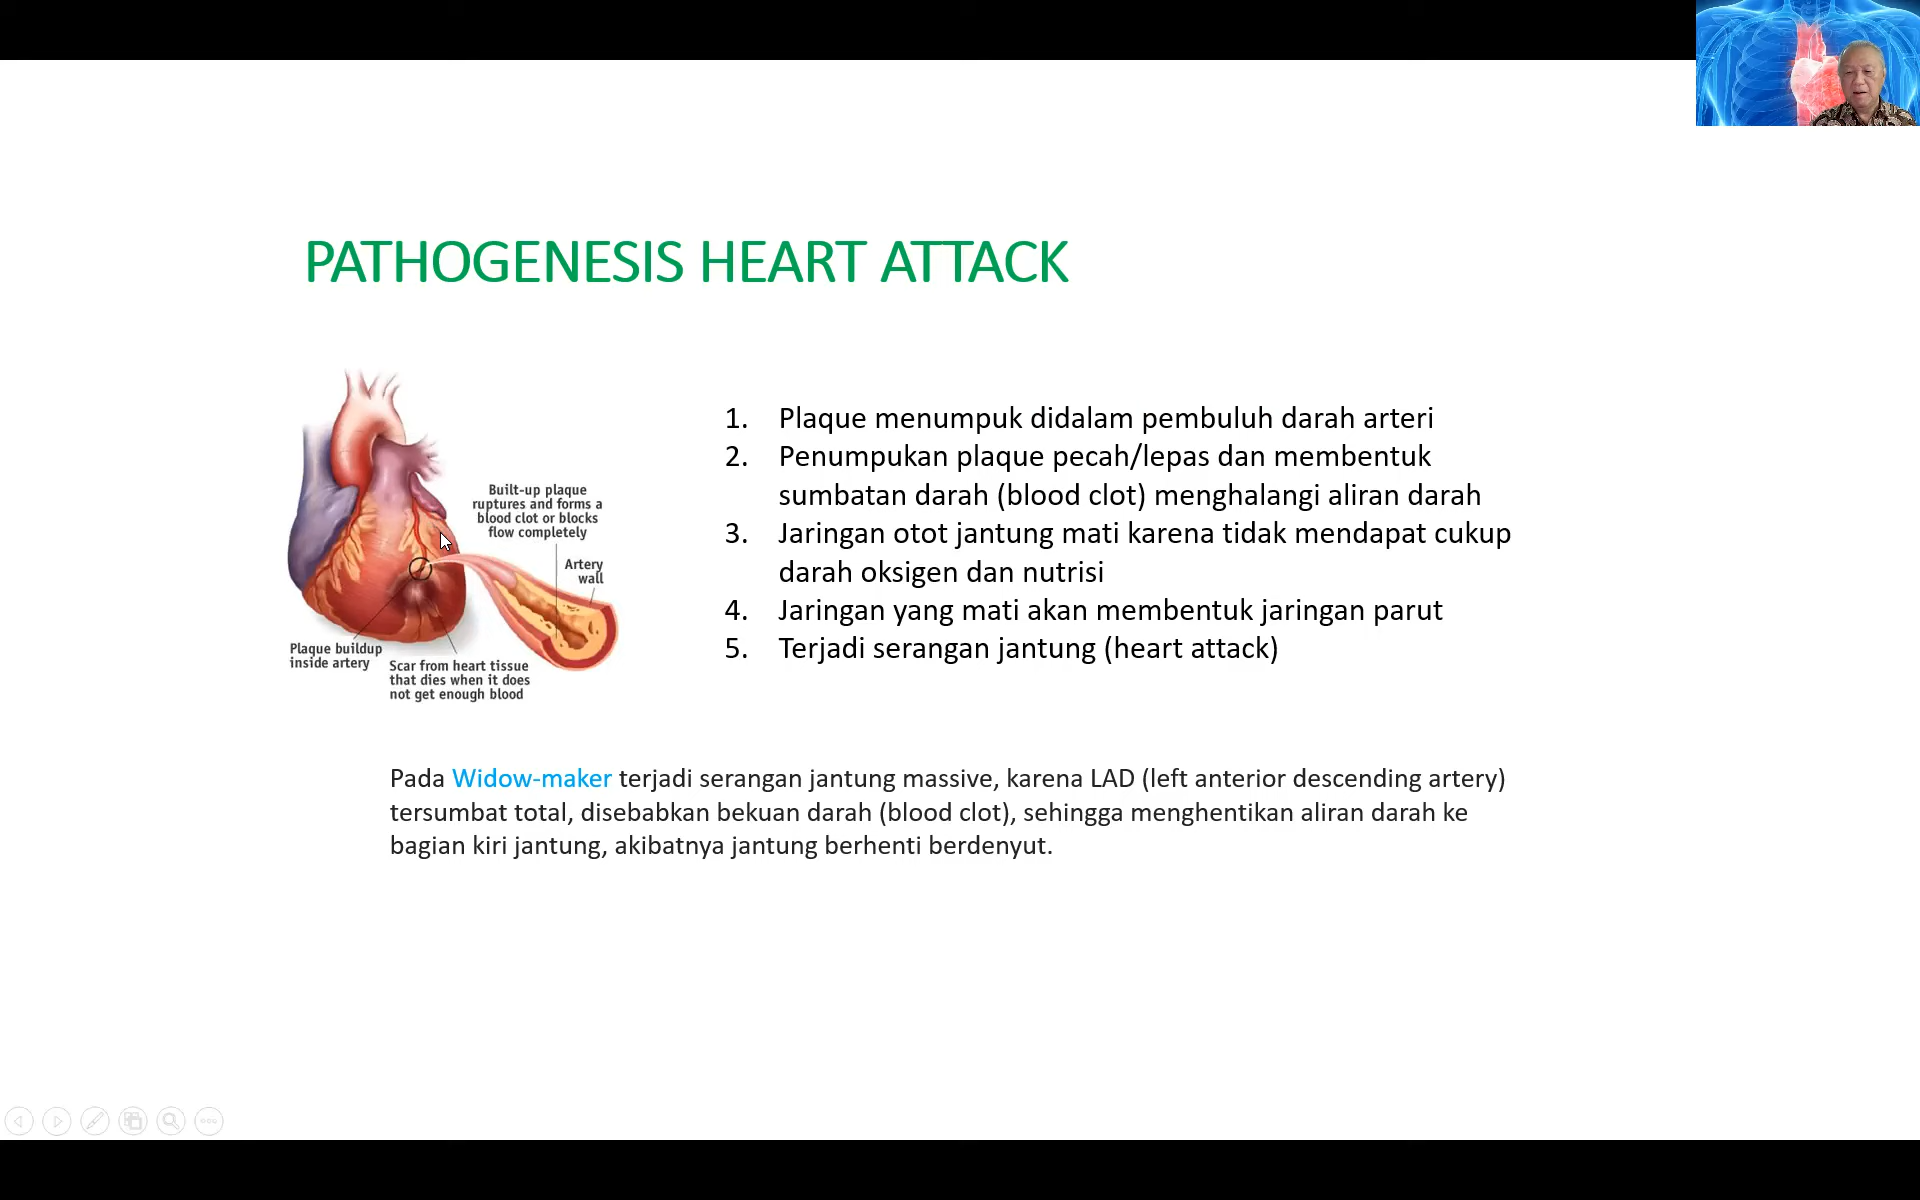 PATHOGENESIS HEART ATTACK
Built-up plaque
ruptures and forms a
blood clot or blocks
flow completely
Artery
wall
Plaque buildup
inside artery
Scar from heart tissue
that dies when it does
not get enough blood
1. Plaque menumpuk didalam pembuluh darah arteri
2. Penumpukan plaque pecah/lepas dan membentuk
sumbatan darah (blood clot) menghalangi aliran darah
3. Jaringan otot jantung mati karena tidak mendapat cukup
darah oksigen dan nutrisi
4. Jaringan yang mati akan membentuk jaringan parut
5. Terjadi serangan jantung (heart attack)
Pada Widow-maker terjadi serangan jantung massive, karena LAD (left anterior descending artery)
tersumbat total, disebabkan bekuan darah (blood clot), sehingga menghentikan aliran darah ke
bagian kiri jantung, akibatnya jantung berhenti berdenyut.